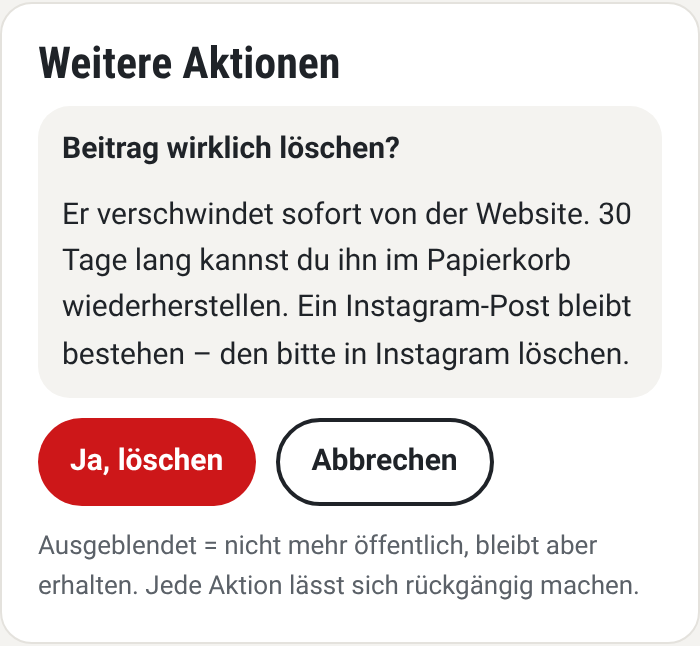 Weitere Aktionen
Beitrag wirklich löschen?
Er verschwindet sofort von der Website. 30
Tage lang kannst du ihn im Papierkorb
wiederherstellen. Ein Instagram-Post bleibt
bestehen – den bitte in Instagram löschen.
Ja, löschen
Abbrechen
Ausgeblendet = nicht mehr öffentlich, bleibt aber
erhalten. Jede Aktion lässt sich rückgängig machen.